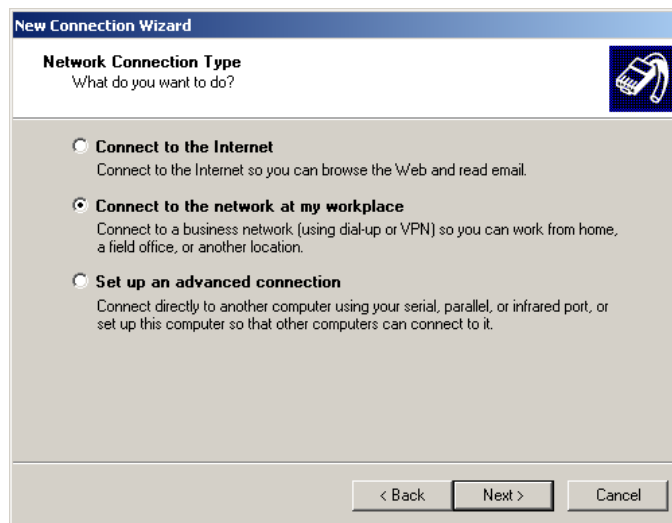 New Connection Wizard
Network Connection Type
What do you want to do?
Connect to the Internet
Connect to the Internet so you can browse the Web and read email.
Connect to the network at my workplace
Connect to a business network (using dial-up or VPN) so you can work from home,
a field office, or another location.
Set up an advanced connection
Connect directly to another computer using your serial, parallel, or infrared port, or
set up this computer so that other computers can connect to it.
< Back
Next >
Cancel